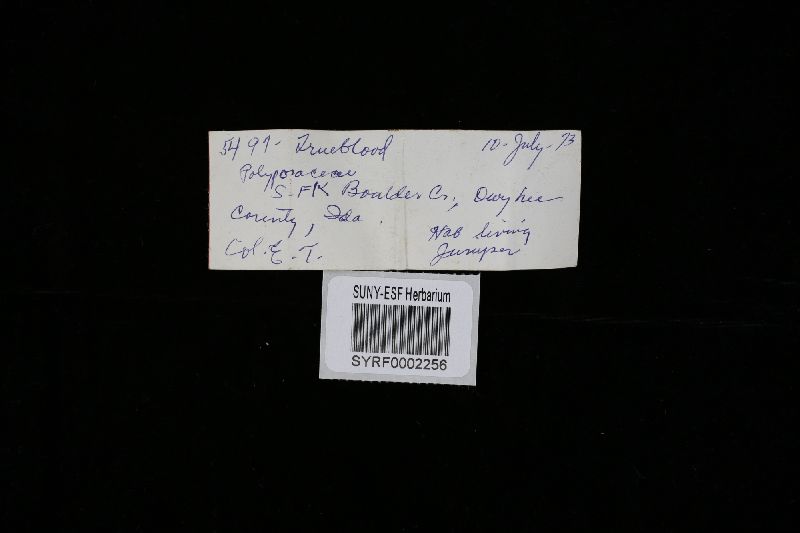 5497- Trueblood 10-July-73
Polyporaceae
S-FK Boulder Cr., Owyhee
County, Ida.
Hab living
Juniper
Col. E. T.
SUNY-ESF Herbarium
SYRF0002256